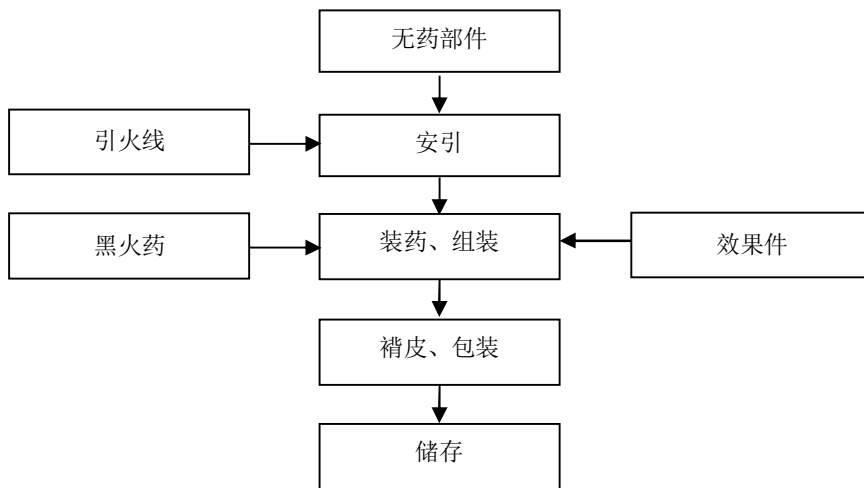 无药部件
引火线
安引
黑火药
装药、组装
效果件
褙皮、包装
储存